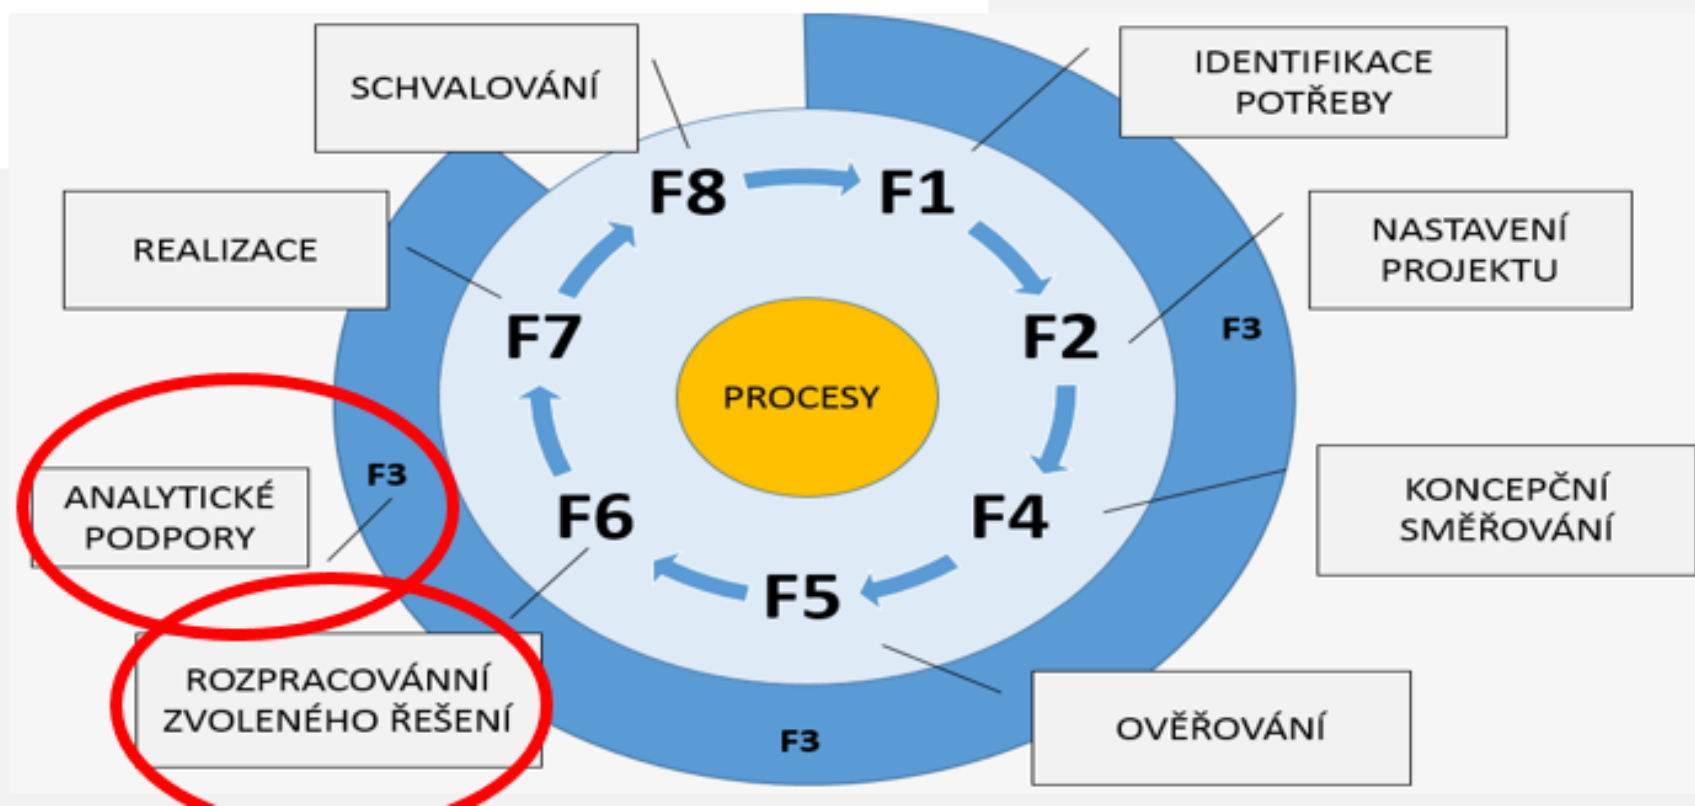 SCHVALOVÁNÍ
IDENTIFIKACE
POTŘEBY
F8
F1
REALIZACE
NASTAVENÍ
PROJEKTU
F7
F2
F3
PROCESY
ANALYTICKÉ
PODPORY
F3
F6
F4
KONCEPČNÍ
SMĚŘOVÁNÍ
F5
ROZPRACOVÁNNÍ
ZVOLENÉHO ŘEŠENÍ
F3
OVĚŘOVÁNÍ